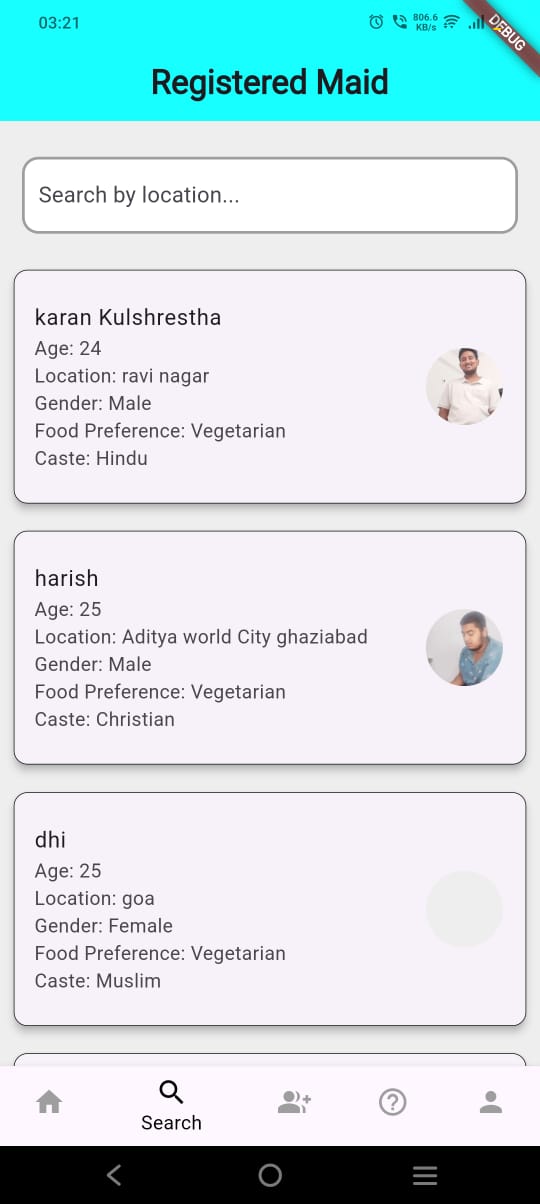 03:21
806.6
KB/s
DEBUG
Registered Maid
Search by location...
karan Kulshrestha
Age: 24
Location: ravi nagar
Gender: Male
Food Preference: Vegetarian
Caste: Hindu
harish
Age: 25
Location: Aditya world City ghaziabad
Gender: Male
Food Preference: Vegetarian
Caste: Christian
dhi
Age: 25
Location: goa
Gender: Female
Food Preference: Vegetarian
Caste: Muslim
Search